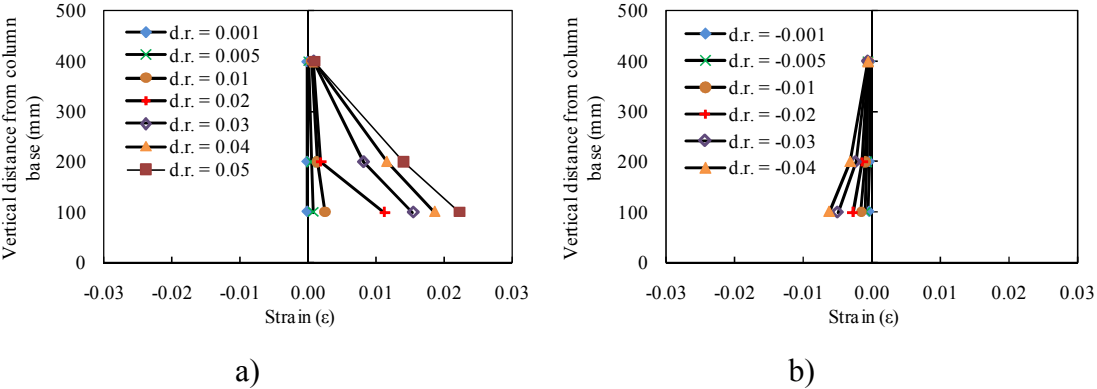 Vertical distance from column
base (mm)
500
400
300
200
100
0
d.r. = 0.001
d.r. = 0.005
d.r. = 0.01
d.r. = 0.02
d.r. = 0.03
d.r. = 0.04
d.r. = 0.05
-0.03 -0.02 -0.01 0.00 0.01 0.02 0.03
Strain (ε)
a)
Vertical distance from column
base (mm)
500
400
300
200
100
0
d.r. = -0.001
d.r. = -0.005
d.r. = -0.01
d.r. = -0.02
d.r. = -0.03
d.r. = -0.04
-0.03 -0.02 -0.01 0.00 0.01 0.02 0.03
Strain (ε)
b)